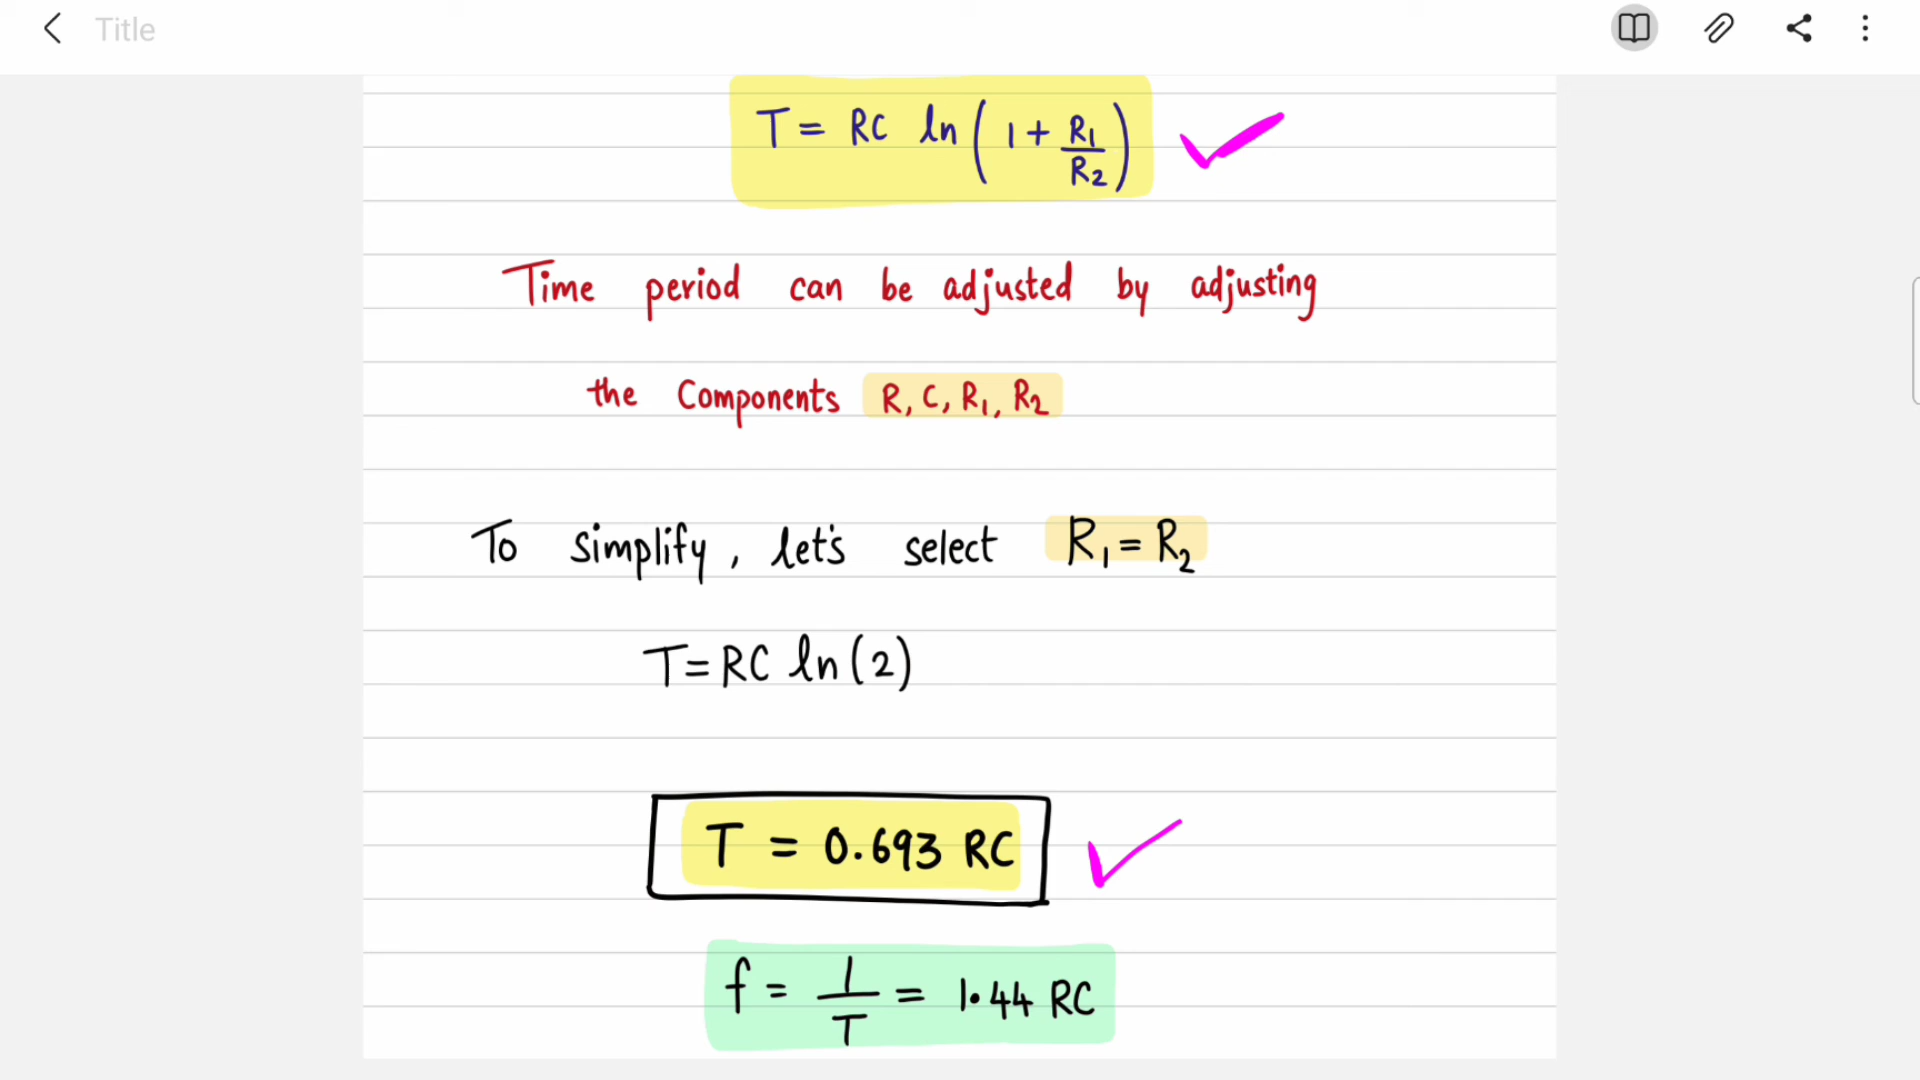 Title
T = RC ln(1 + R₁/R₂)
Time period can be adjusted by adjusting
the Components R, C, R₁, R₂
To simplify, let's select R₁ = R₂
T = RC ln(2)
T = 0.693 RC
f = 1/T = 1.44 RC